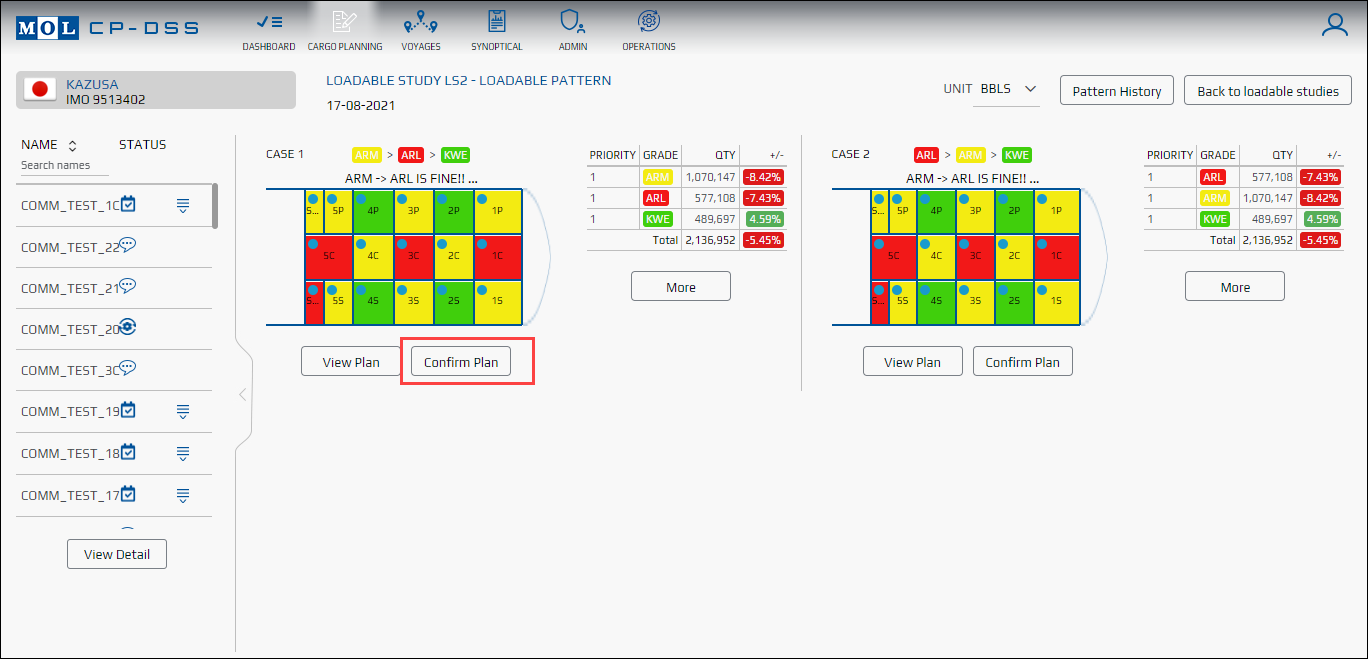 MOL CP-DSS
DASHBOARD CARGO PLANNING VOYAGES SYNOPTICAL ADMIN OPERATIONS
KAZUSA
IMO 9513402
LOADABLE STUDY LS2 - LOADABLE PATTERN
17-08-2021
UNIT BBLS
Pattern History
Back to loadable studies
NAME STATUS
Search names
COMM_TEST_1C
COMM_TEST_22
COMM_TEST_21
COMM_TEST_20
COMM_TEST_3C
COMM_TEST_19
COMM_TEST_18
COMM_TEST_17
View Detail
CASE 1 ARM > ARL > KWE
ARM -> ARL IS FINE!! ...
S... 5P 4P 3P 2P 1P
5C 4C 3C 2C 1C
S... 5S 4S 3S 2S 1S
View Plan Confirm Plan
PRIORITY GRADE QTY +/-
1 ARM 1,070,147 -8.42%
1 ARL 577,108 -7.43%
1 KWE 489,697 4.59%
Total 2,136,952 -5.45%
More
CASE 2 ARL > ARM > KWE
ARM -> ARL IS FINE!! ...
S... 5P 4P 3P 2P 1P
5C 4C 3C 2C 1C
S... 5S 4S 3S 2S 1S
View Plan Confirm Plan
PRIORITY GRADE QTY +/-
1 ARL 577,108 -7.43%
1 ARM 1,070,147 -8.42%
1 KWE 489,697 4.59%
Total 2,136,952 -5.45%
More